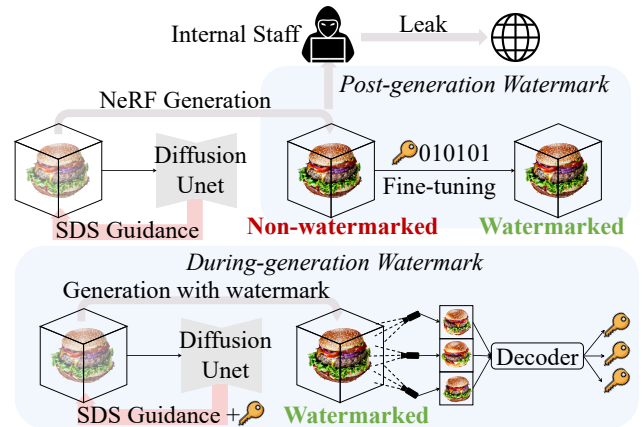 Internal Staff
Leak
Post-generation Watermark
NeRF Generation
Diffusion
Unet
010101
Fine-tuning
SDS Guidance
Non-watermarked
Watermarked
During-generation Watermark
Generation with watermark
Diffusion
Unet
Decoder
SDS Guidance +
Watermarked